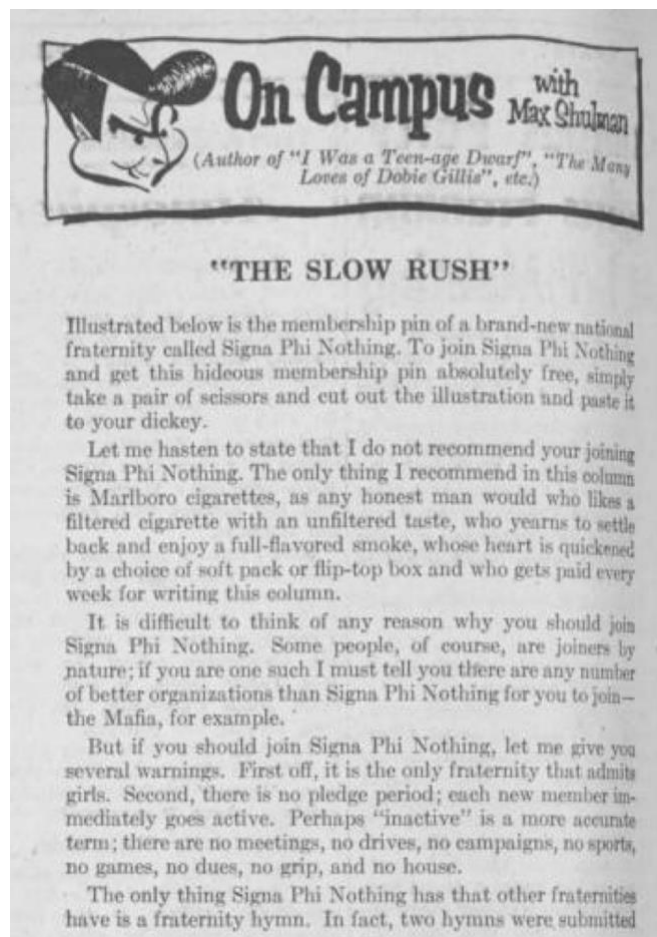 On Campus with
Max Shulman
(Author of "I Was a Teen-age Dwarf", "The Many
Loves of Dobie Gillis", etc.)
"THE SLOW RUSH"
Illustrated below is the membership pin of a brand-new national
fraternity called Signa Phi Nothing. To join Signa Phi Nothing
and get this hideous membership pin absolutely free, simply
take a pair of scissors and cut out the illustration and paste it
to your dickey.
Let me hasten to state that I do not recommend your joining
Signa Phi Nothing. The only thing I recommend in this column
is Marlboro cigarettes, as any honest man would who likes a
filtered cigarette with an unfiltered taste, who yearns to settle
back and enjoy a full-flavored smoke, whose heart is quickened
by a choice of soft pack or flip-top box and who gets paid every
week for writing this column.
It is difficult to think of any reason why you should join
Signa Phi Nothing. Some people, of course, are joiners by
nature; if you are one such I must tell you there are any number
of better organizations than Signa Phi Nothing for you to join—
the Mafia, for example.
But if you should join Signa Phi Nothing, let me give you
several warnings. First off, it is the only fraternity that admits
girls. Second, there is no pledge period; each new member im-
mediately goes active. Perhaps "inactive" is a more accurate
term; there are no meetings, no drives, no campaigns, no sports,
no games, no dues, no grip, and no house.
The only thing Signa Phi Nothing has that other fraternities
have is a fraternity hymn. In fact, two hymns were submitted